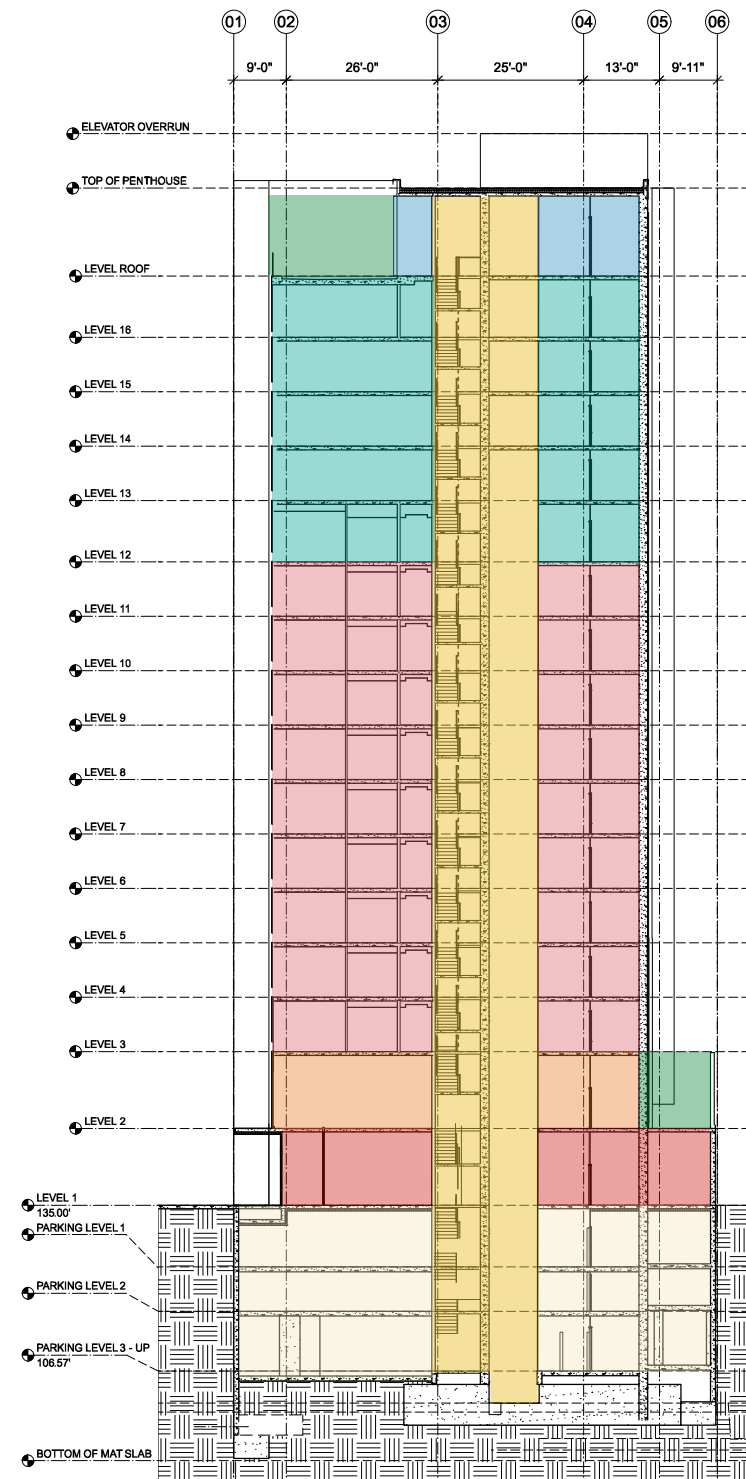 01 02 03 04 05 06
9'-0" 26'-0" 25'-0" 13'-0" 9'-11"
ELEVATOR OVERRUN
TOP OF PENTHOUSE
LEVEL ROOF
LEVEL 16
LEVEL 15
LEVEL 14
LEVEL 13
LEVEL 12
LEVEL 11
LEVEL 10
LEVEL 9
LEVEL 8
LEVEL 7
LEVEL 6
LEVEL 5
LEVEL 4
LEVEL 3
LEVEL 2
LEVEL 1
135.00'
PARKING LEVEL 1
PARKING LEVEL 2
PARKING LEVEL 3 - UP
106.57'
BOTTOM OF MAT SLAB